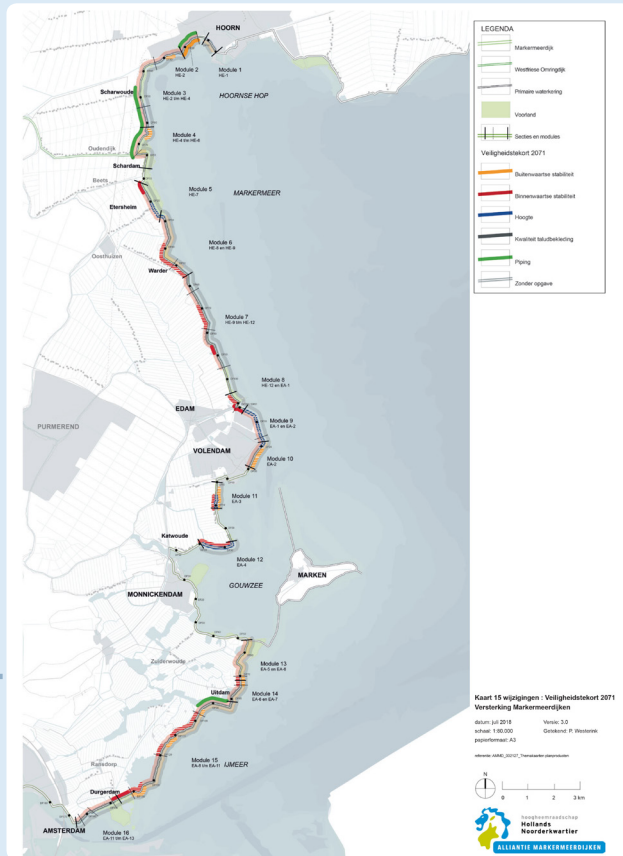 HOORN
Module 2
HE-2
Module 1
HE-1
HOORNSE HOP
Scharwoude
Module 3
HE-2 t/m HE-4
Module 4
HE-4 t/m HE-6
Oudendijk
Schardam
Beets
Module 5
HE-7
MARKERMEER
Etersheim
Oosthuizen
Module 6
HE-8 en HE-9
Warder
Module 7
HE-9 t/m HE-12
Module 8
HE-12 en EA-1
EDAM
Module 9
EA-1 en EA-2
PURMEREND
VOLENDAM
Module 10
EA-2
Module 11
EA-3
Katwoude
Module 12
EA-4
MARKEN
GOUWZEE
MONNICKENDAM
Zuiderwoude
Module 13
EA-5 en EA-6
Uitdam
Module 14
EA-6 en EA-7
Module 15
EA-8 t/m EA-11
IJMEER
Ransdorp
Durgerdam
AMSTERDAM
Module 16
EA-11 t/m EA-13
LEGENDA
Markermeerdijk
Westfriese Omringdijk
Primaire waterkering
Voorland
Secties en modules
Veiligheidstekort 2071
Buitenwaartse stabiliteit
Binnenwaartse stabiliteit
Hoogte
Kwaliteit taludbekleding
Piping
Zonder opgave
Kaart 15 wijzigingen : Veiligheidstekort 2071
Versterking Markermeerdijken
datum: juli 2018 Versie: 3.0
schaal: 1:60.000 Getekend: P. Westerink
papierformaat: A3
N
0 1 2 3 km
hoogheemraadschap
Hollands
Noorderkwartier
ALLIANTIE MARKERMEERDIJKEN